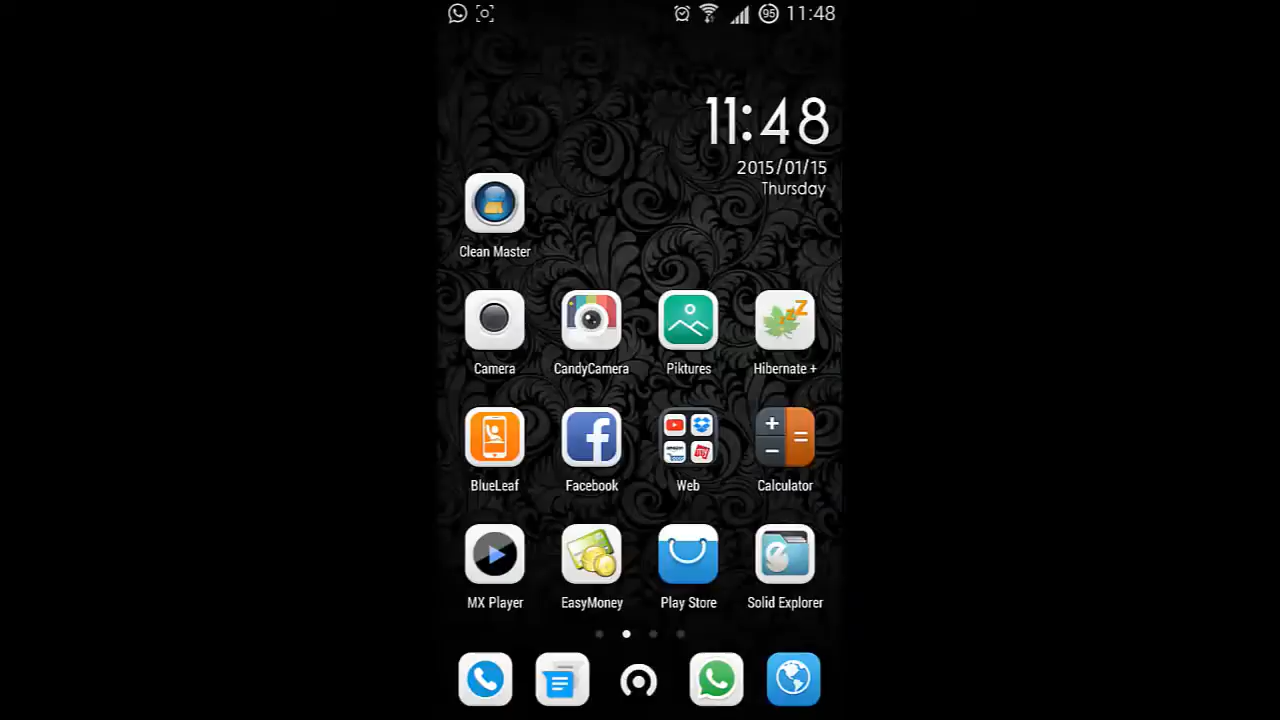 95 11:48
11:48
2015/01/15
Thursday
Clean Master
Camera CandyCamera Piktures Hibernate +
BlueLeaf Facebook Web Calculator
MX Player EasyMoney Play Store Solid Explorer